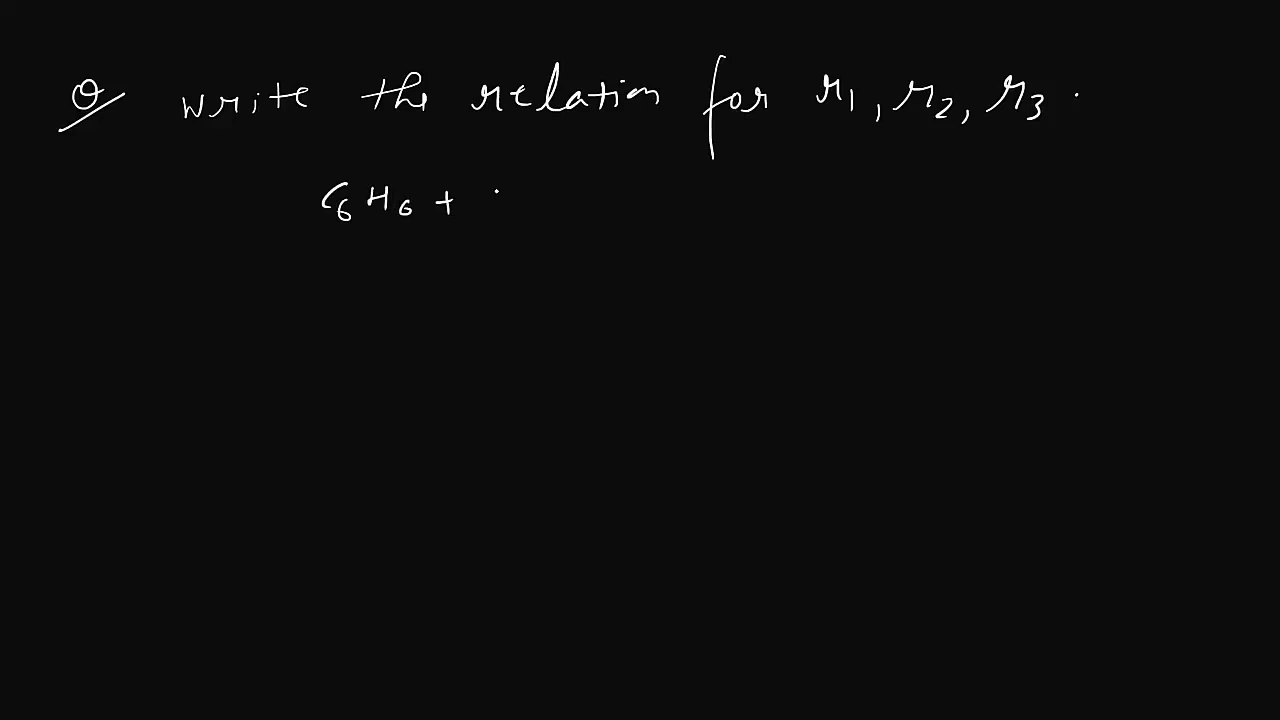 Q write the relation for r1, r2, r3 .
C6H6 +